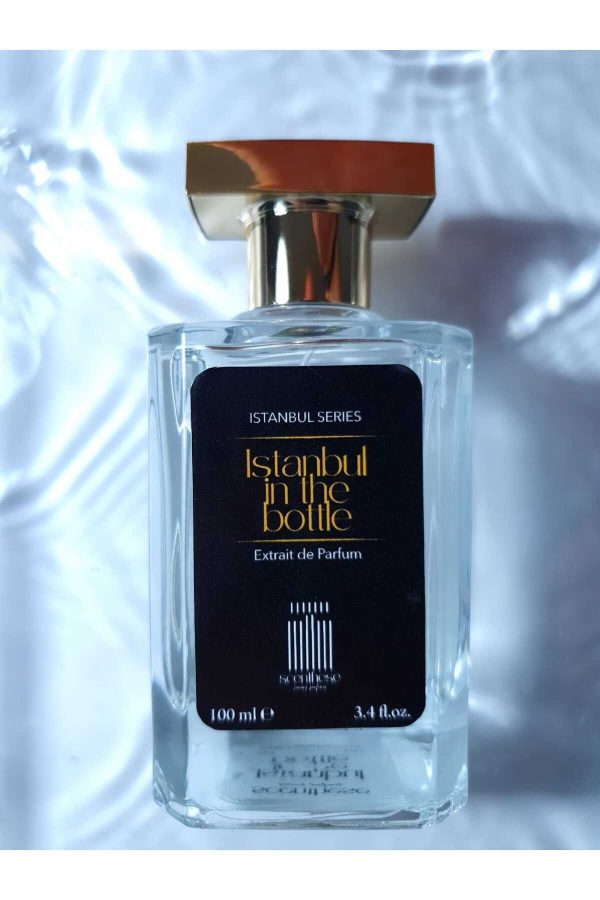 ISTANBUL SERIES
Istanbul
in the
bottle
Extrait de Parfum
scenthese
100 ml ℮ 3.4 fl.oz.